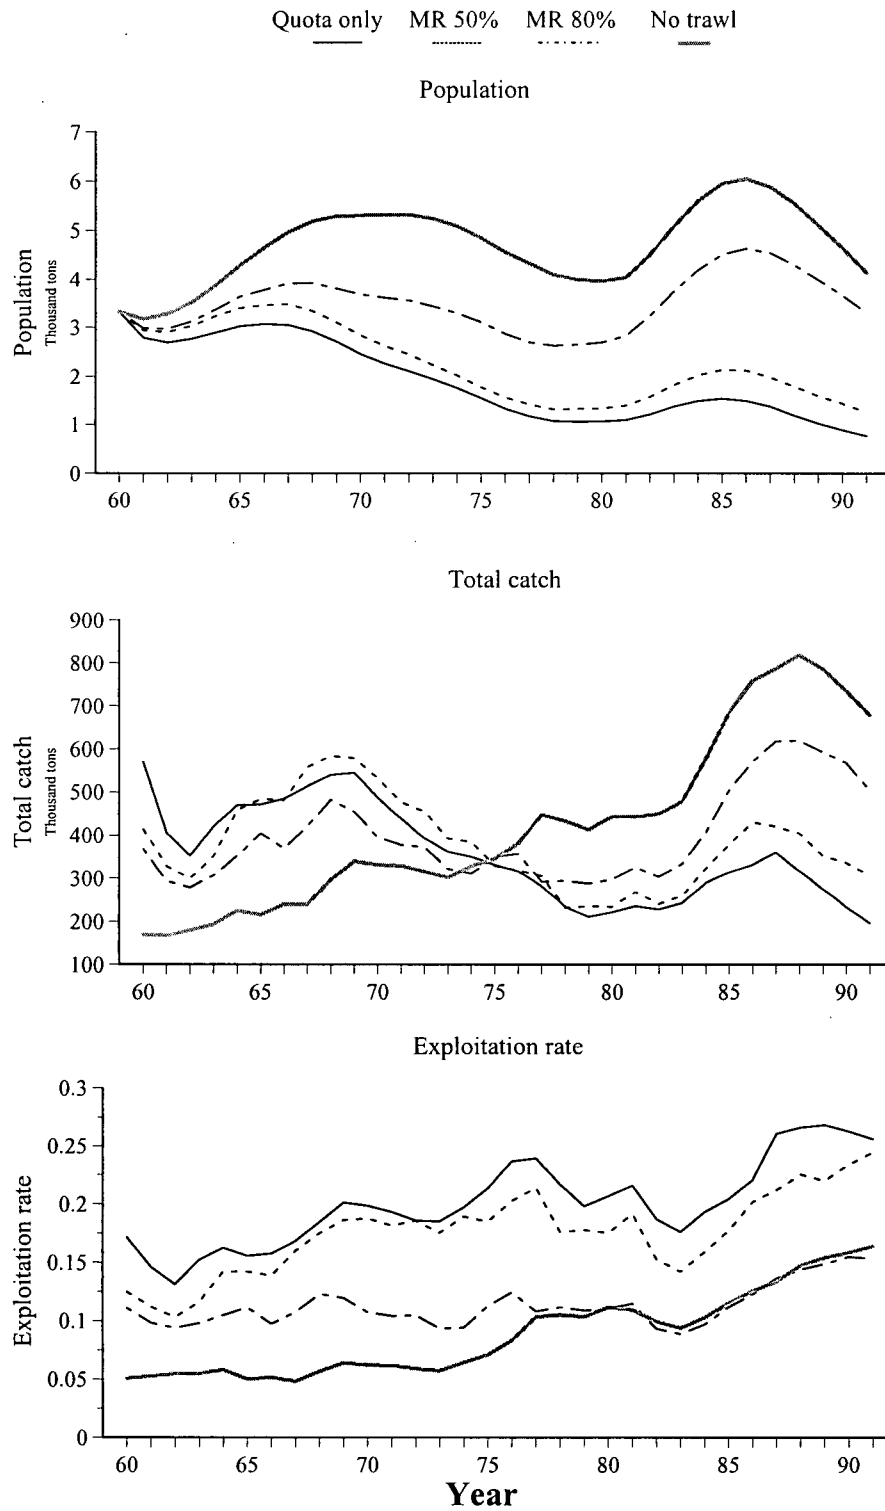 Quota only MR 50% MR 80% No trawl
Population
7
6
5
4
3
2
1
0
Population
Thousand tons
60 65 70 75 80 85 90
Total catch
900
800
700
600
500
400
300
200
100
Total catch
Thousand tons
60 65 70 75 80 85 90
Exploitation rate
0.3
0.25
0.2
0.15
0.1
0.05
0
Exploitation rate
60 65 70 75 80 85 90
Year